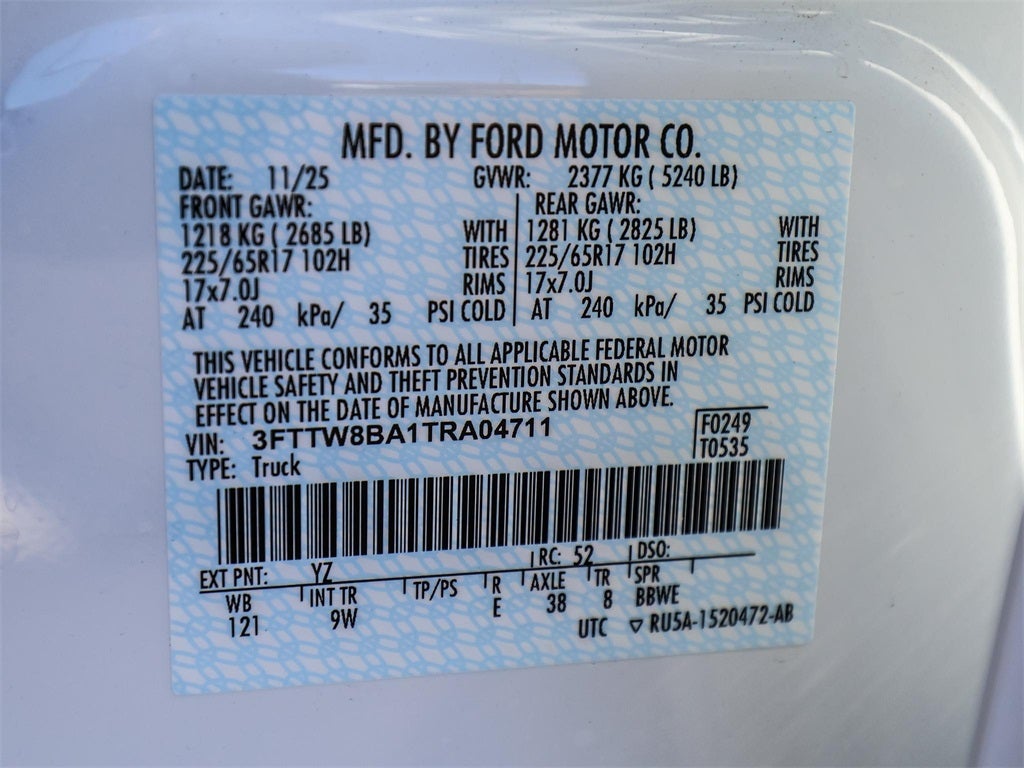 MFD. BY FORD MOTOR CO.
DATE: 11/25 GVWR: 2377 KG ( 5240 LB)
FRONT GAWR: REAR GAWR:
1218 KG ( 2685 LB) WITH 1281 KG ( 2825 LB) WITH
225/65R17 102H TIRES 225/65R17 102H TIRES
17x7.0J RIMS 17x7.0J RIMS
AT 240 kPa/ 35 PSI COLD AT 240 kPa/ 35 PSI COLD
THIS VEHICLE CONFORMS TO ALL APPLICABLE FEDERAL MOTOR
VEHICLE SAFETY AND THEFT PREVENTION STANDARDS IN
EFFECT ON THE DATE OF MANUFACTURE SHOWN ABOVE.
VIN: 3FTTW8BA1TRA04711 F0249
TYPE: Truck T0535
EXT PNT: YZ RC: 52 DSO:
WB INT TR TP/PS R AXLE TR SPR
121 9W E 38 8 BBWE
UTC ▽ RU5A-1520472-AB